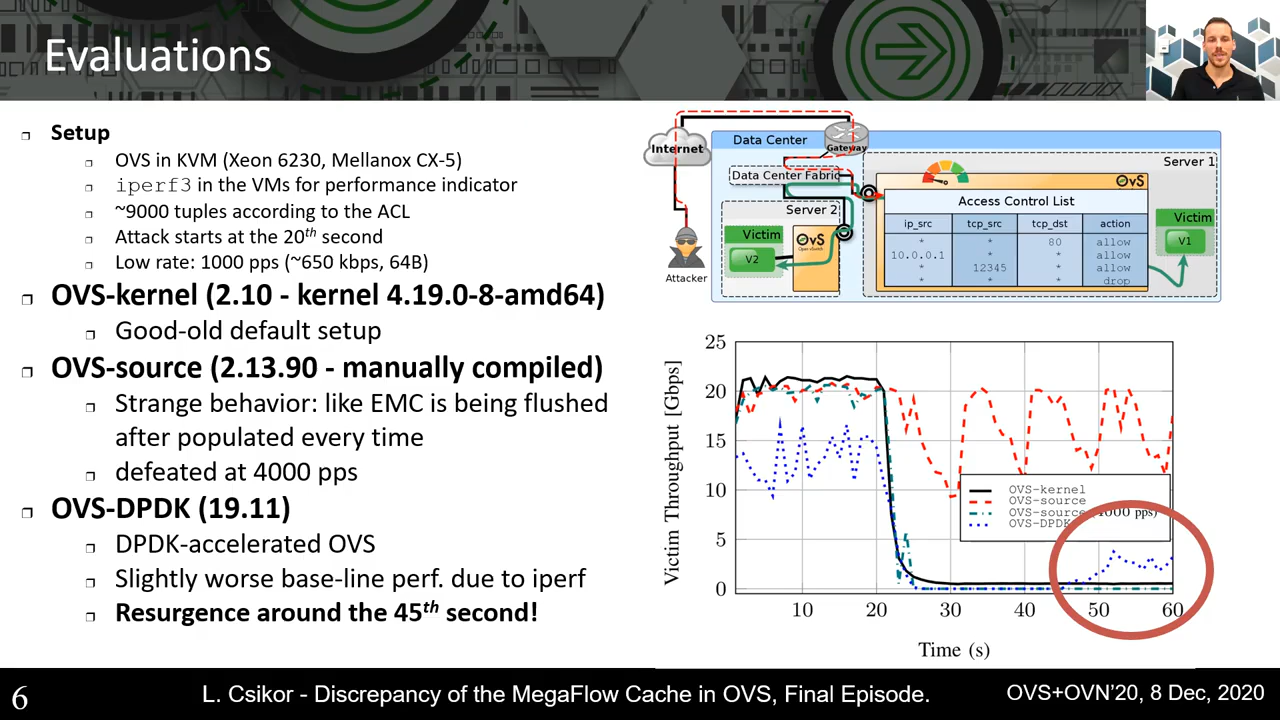 Evaluations
Setup
OVS in KVM (Xeon 6230, Mellanox CX-5)
iperf3 in the VMs for performance indicator
~9000 tuples according to the ACL
Attack starts at the 20th second
Low rate: 1000 pps (~650 kbps, 64B)
OVS-kernel (2.10 - kernel 4.19.0-8-amd64)
Good-old default setup
OVS-source (2.13.90 - manually compiled)
Strange behavior: like EMC is being flushed
after populated every time
defeated at 4000 pps
OVS-DPDK (19.11)
DPDK-accelerated OVS
Slightly worse base-line perf. due to iperf
Resurgence around the 45th second!
Internet
Attacker
Data Center
Gateway
Data Center Fabric
Server 2
Victim
V2
OvS
Server 1
OvS
Access Control List
ip_src tcp_src tcp_dst action
* * 80 allow
10.0.0.1 * * allow
* 12345 * allow
* * * drop
Victim
V1
Victim Throughput [Gbps]
25
20
15
10
5
0
OVS-kernel
OVS-source
OVS-source (4000 pps)
OVS-DPDK
10 20 30 40 50 60
Time (s)
6
L. Csikor - Discrepancy of the MegaFlow Cache in OVS, Final Episode.
OVS+OVN'20, 8 Dec, 2020